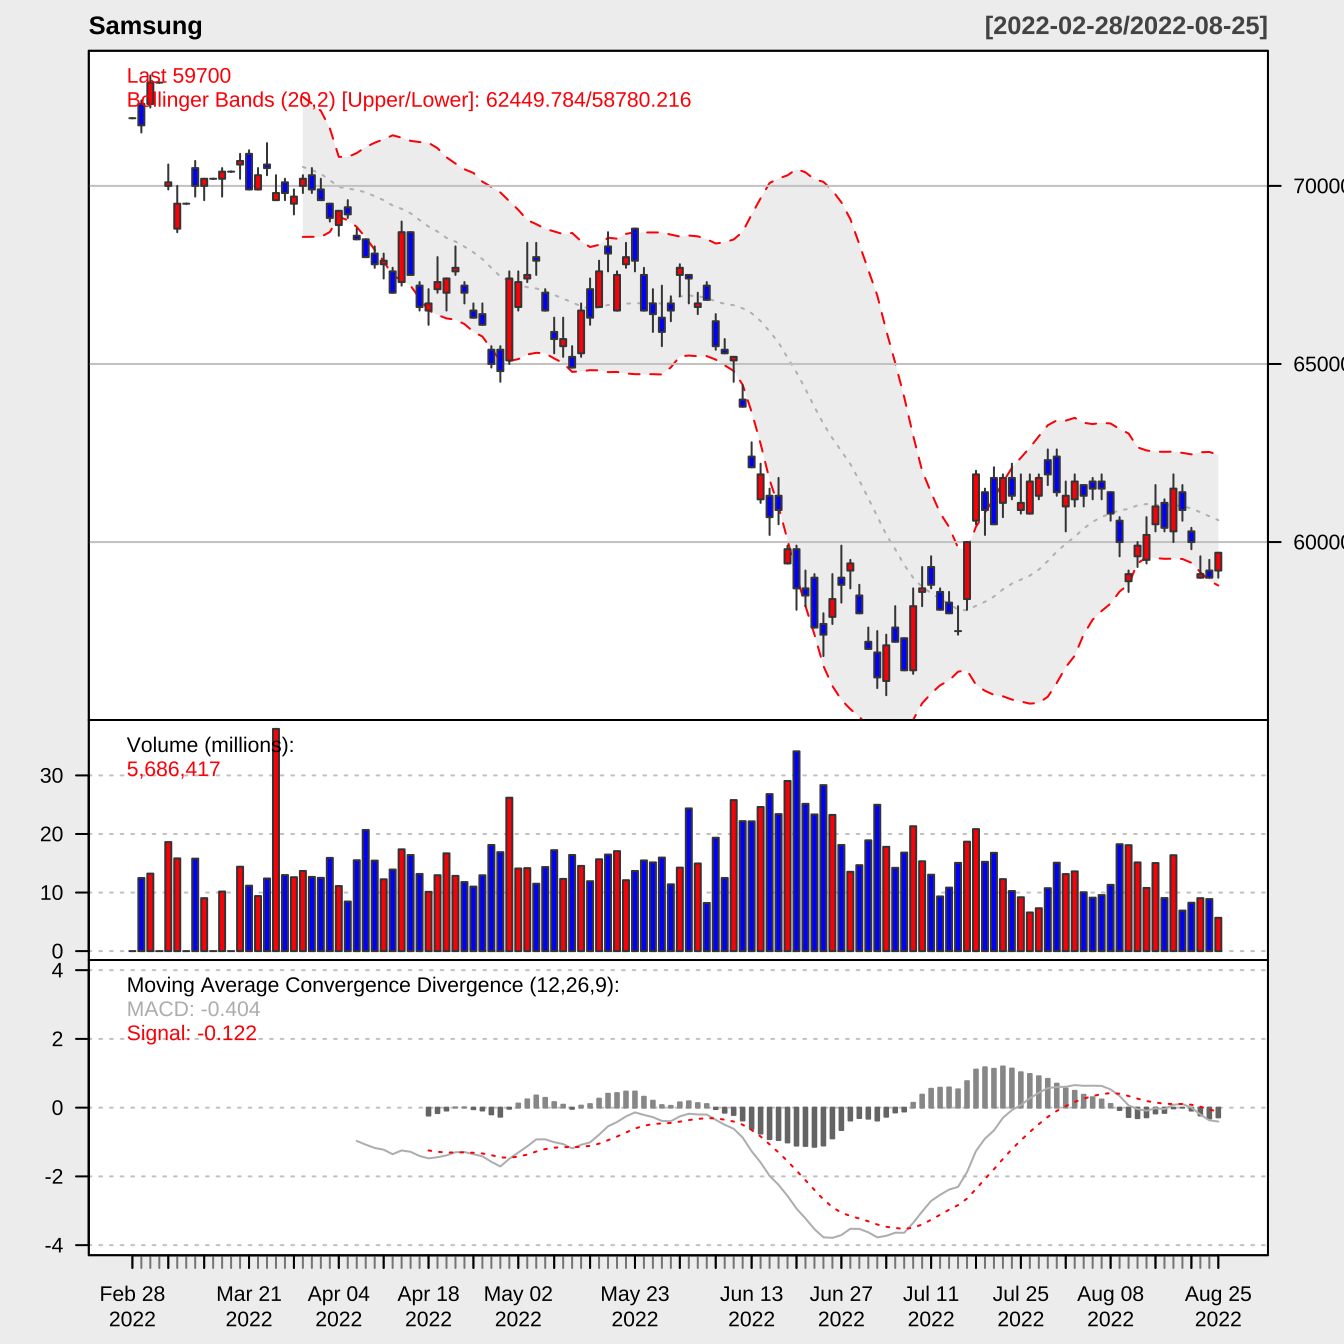 Samsung [2022-02-28/2022-08-25]
Last 59700
Bollinger Bands (20,2) [Upper/Lower]: 62449.784/58780.216
7000
6500
6000
Volume (millions):
5,686,417
30
20
10
0
4
Moving Average Convergence Divergence (12,26,9):
MACD: -0.404
Signal: -0.122
2
0
-2
-4
Feb 28 Mar 21 Apr 04 Apr 18 May 02 May 23 Jun 13 Jun 27 Jul 11 Jul 25 Aug 08 Aug 25
2022 2022 2022 2022 2022 2022 2022 2022 2022 2022 2022 2022